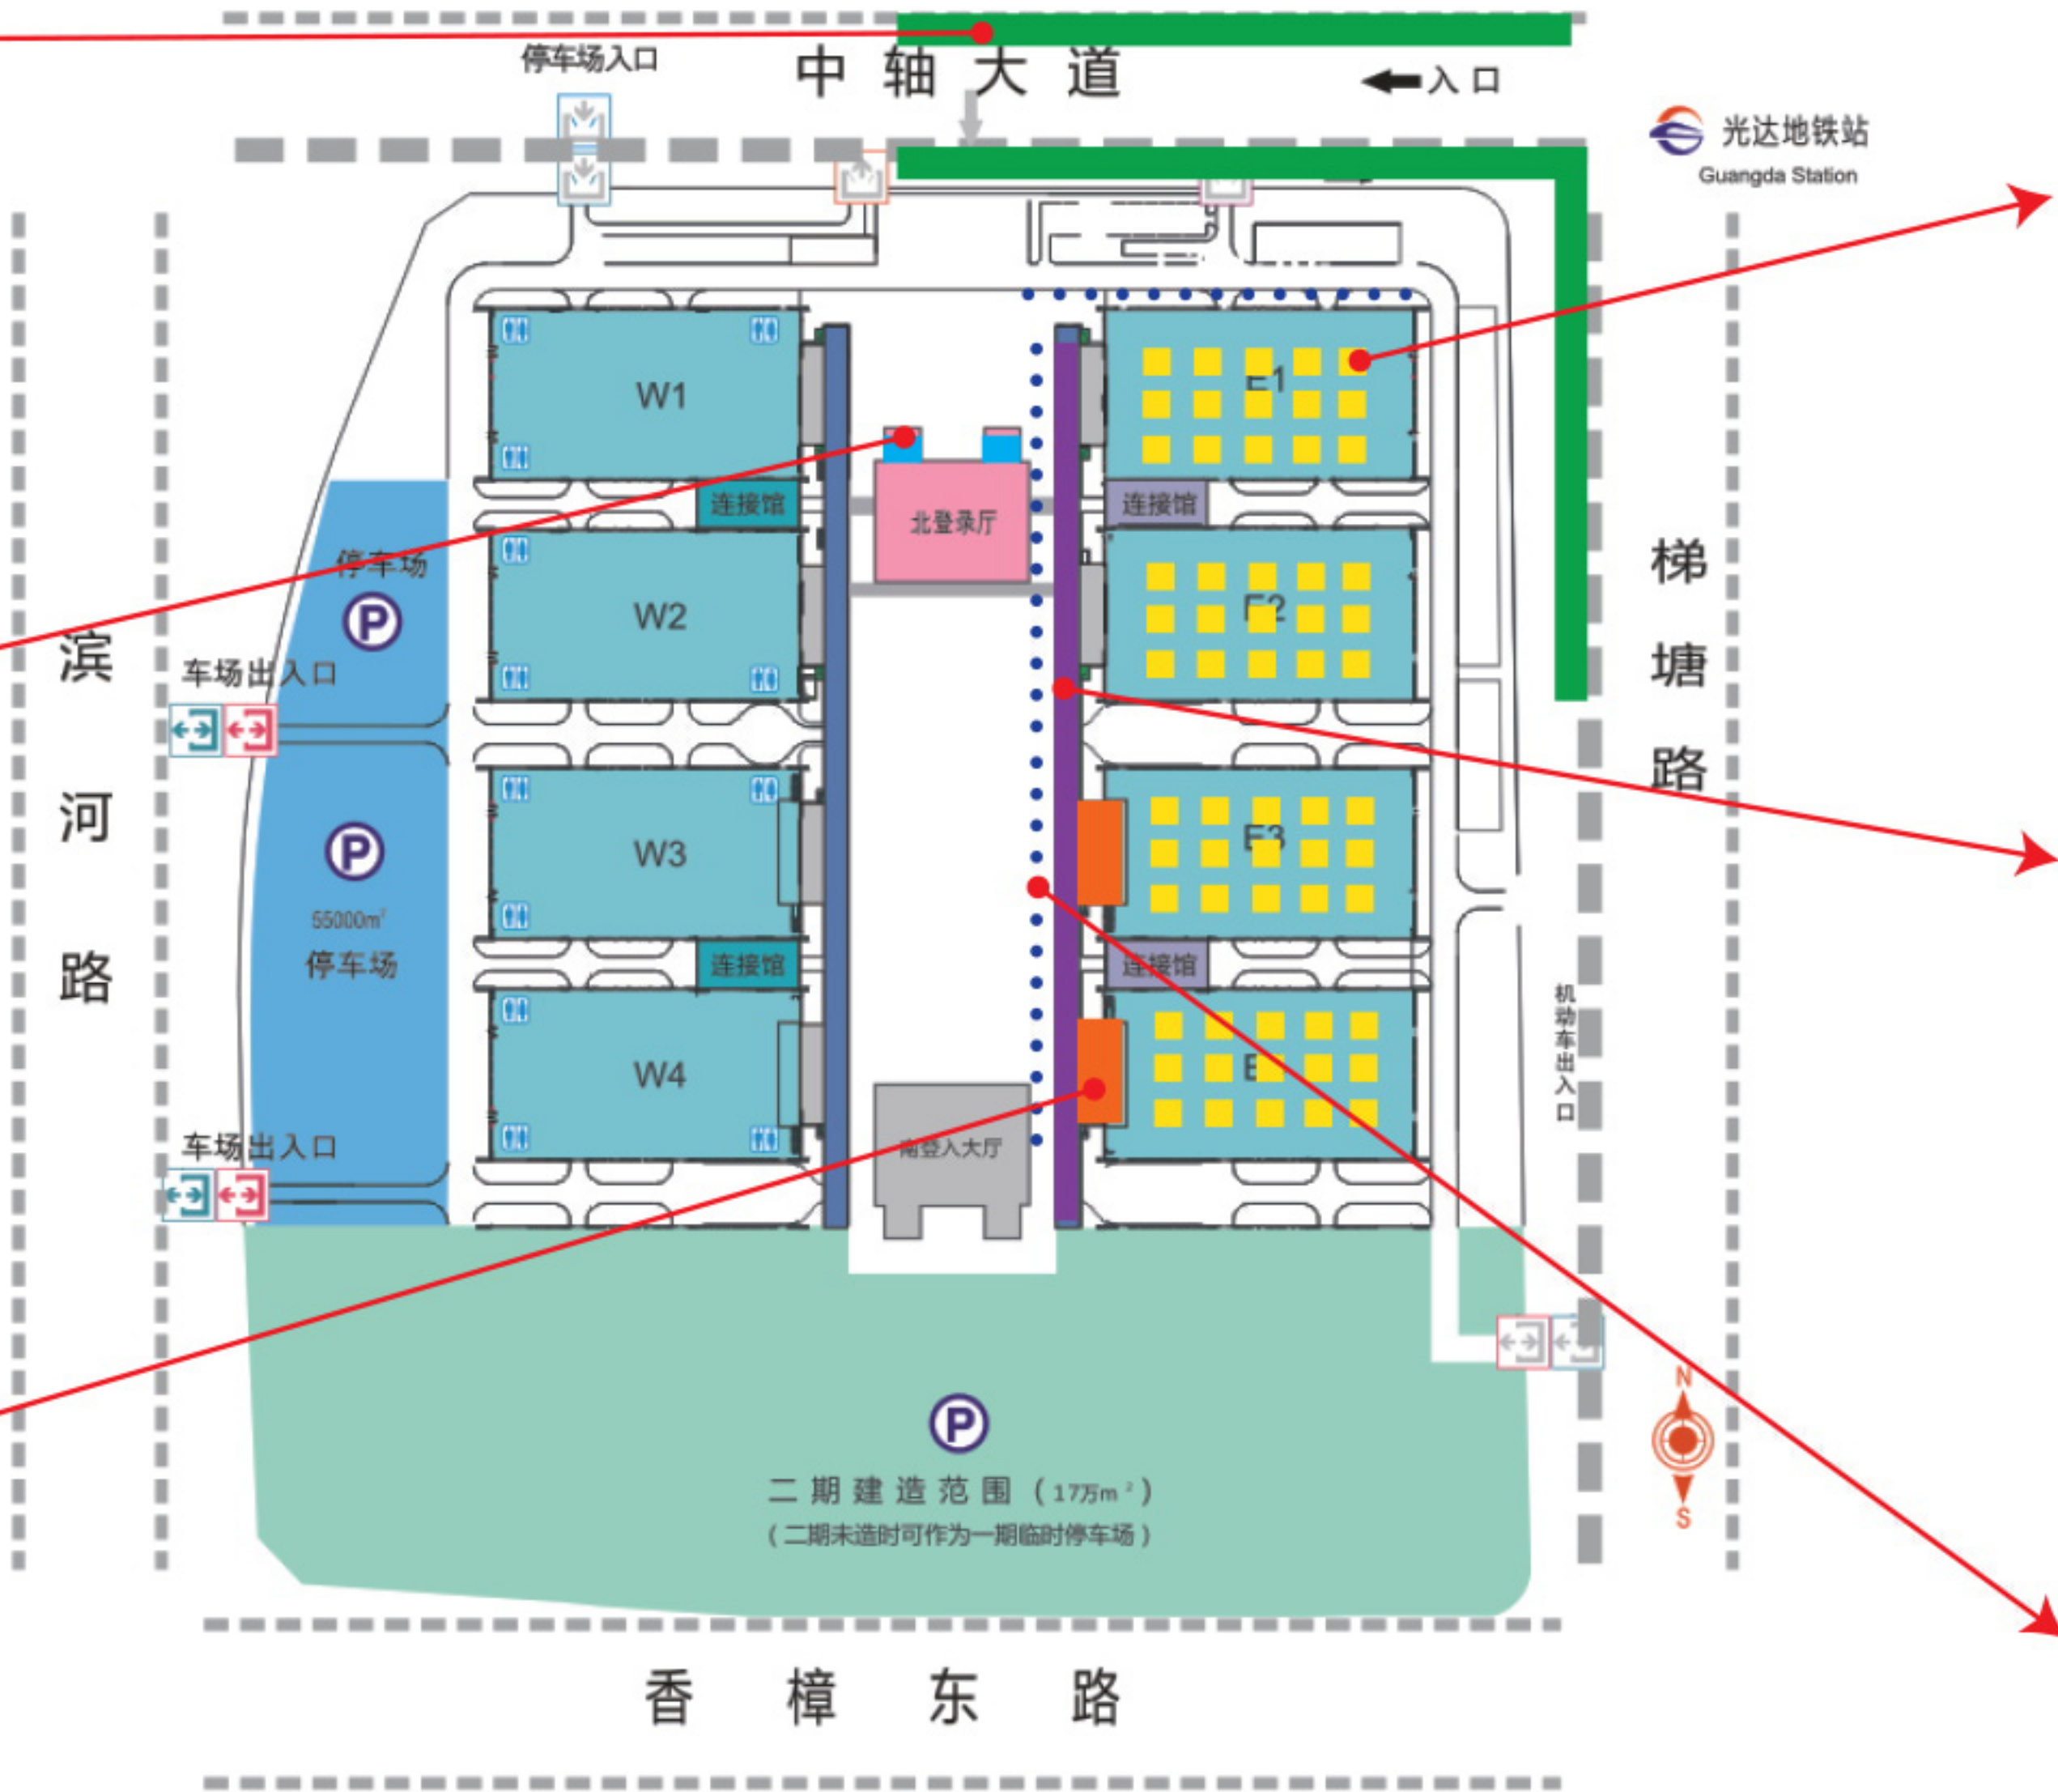 停车场入口
中轴大道
入口
光达地铁站
Guangda Station
W1
E1
连接馆
连接馆
北登录厅
停车场
P
W2
E2
梯塘路
滨河路
车场出入口
P
55000m²
停车场
W3
E3
连接馆
连接馆
机动车出入口
W4
E
车场出入口
南登入大厅
N
S
P
二期建造范围(17万m²)
(二期未造时可作为一期临时停车场)
香樟东路